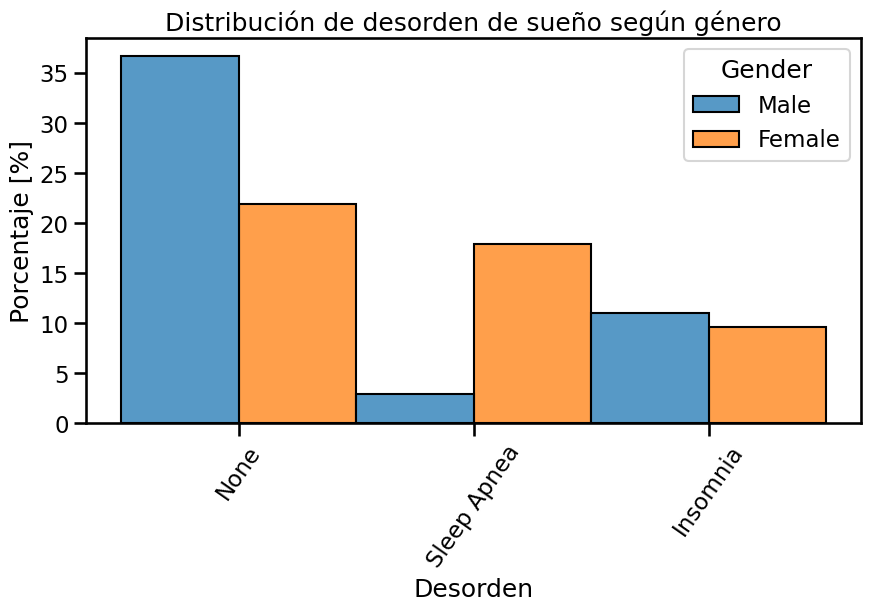 Distribución de desorden de sueño según género
Porcentaje [%]
35
30
25
20
15
10
5
0
Gender
Male
Female
None
Sleep Apnea
Insomnia
Desorden